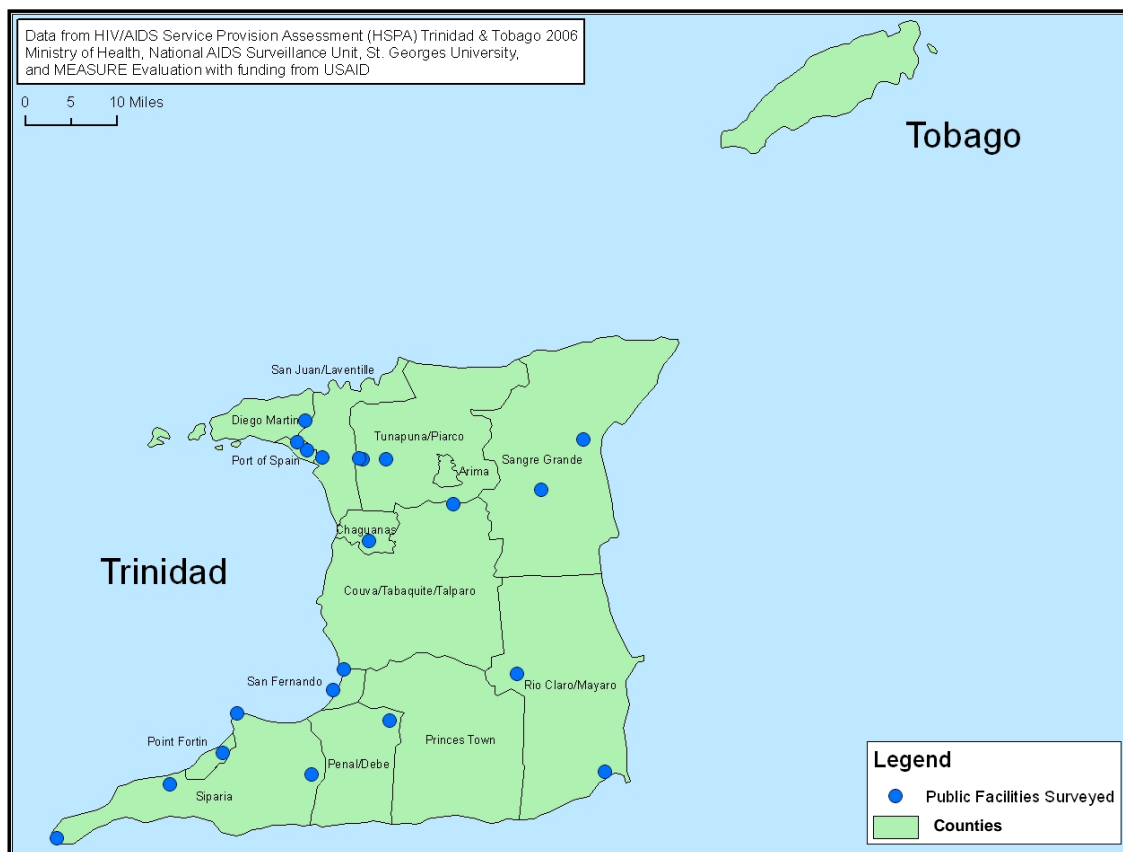 Data from HIV/AIDS Service Provision Assessment (HSPA) Trinidad & Tobago 2006
Ministry of Health, National AIDS Surveillance Unit, St. Georges University,
and MEASURE Evaluation with funding from USAID
0 5 10 Miles
Tobago
San Juan/Laventille
Diego Martin
Tunapuna/Piarco
Port of Spain
Arima
Sangre Grande
Chaguanas
Trinidad
Couva/Tabaquite/Talparo
San Fernando
Rio Claro/Mayaro
Point Fortin
Princes Town
Penal/Debe
Siparia
Legend
Public Facilities Surveyed
Counties